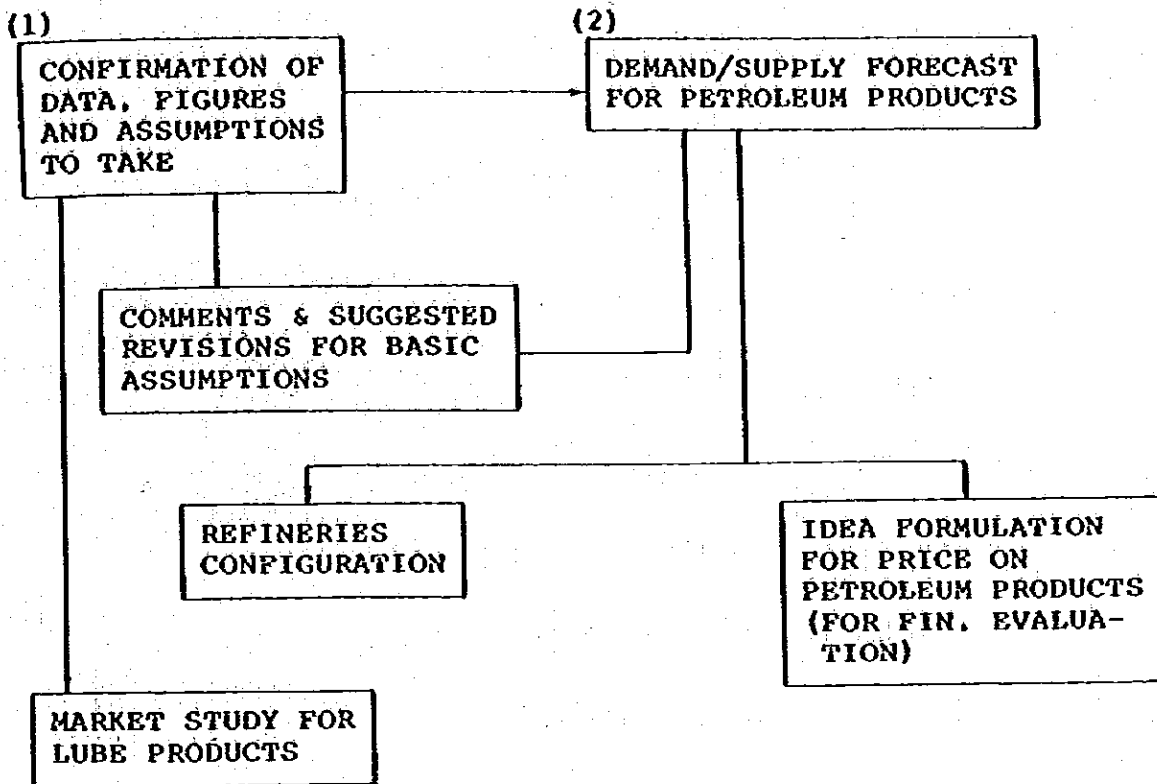 (1)
CONFIRMATION OF
DATA, FIGURES
AND ASSUMPTIONS
TO TAKE
(2)
DEMAND/SUPPLY FORECAST
FOR PETROLEUM PRODUCTS
COMMENTS & SUGGESTED
REVISIONS FOR BASIC
ASSUMPTIONS
REFINERIES
CONFIGURATION
IDEA FORMULATION
FOR PRICE ON
PETROLEUM PRODUCTS
(FOR FIN. EVALUA-
TION)
MARKET STUDY FOR
LUBE PRODUCTS